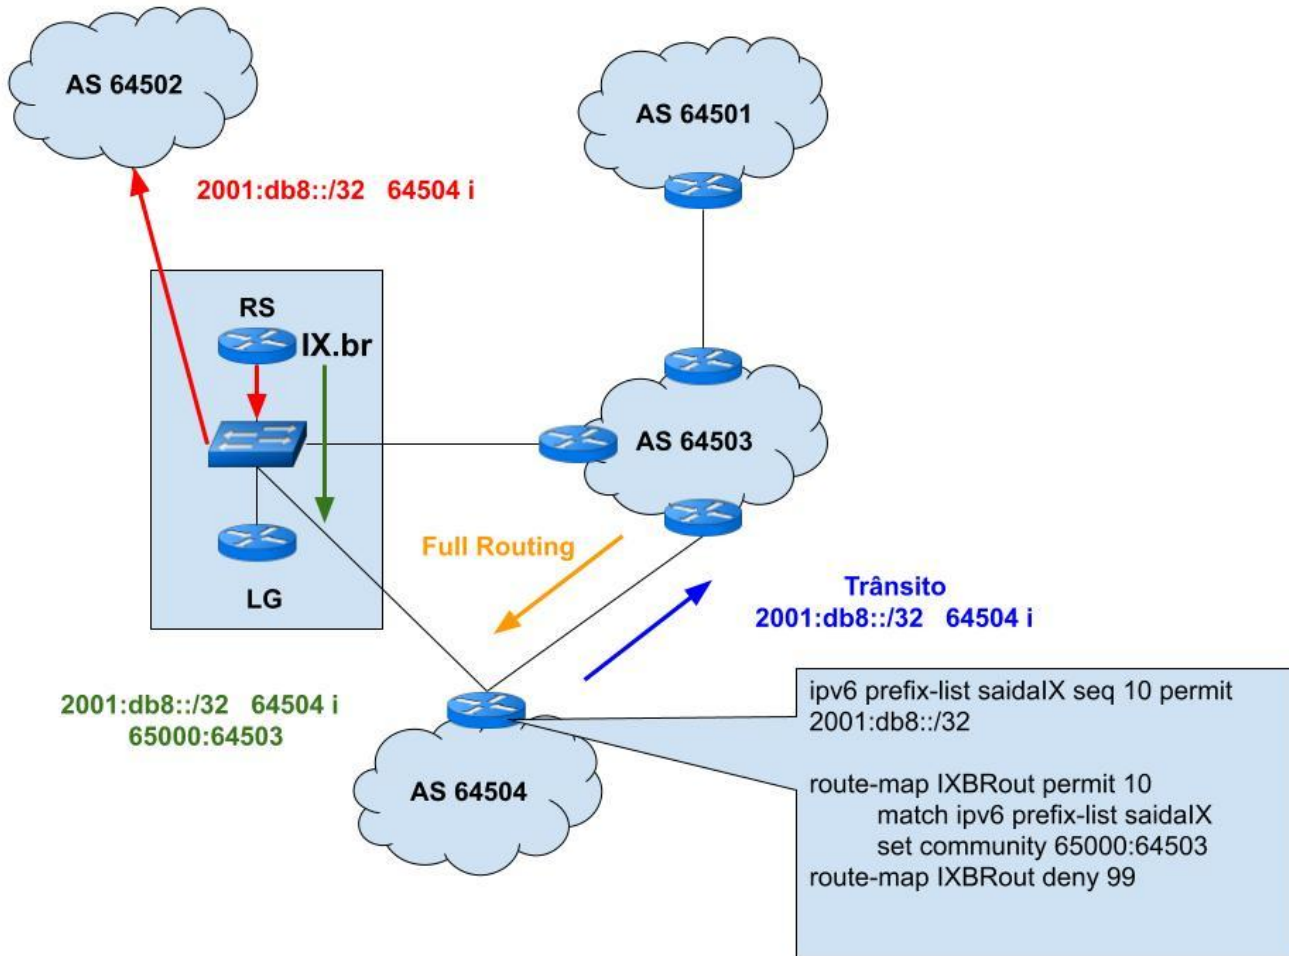 AS 64502
AS 64501
2001:db8::/32 64504 i
RS
IX.br
AS 64503
Full Routing
LG
Trânsito
2001:db8::/32 64504 i
2001:db8::/32 64504 i
65000:64503
AS 64504
ipv6 prefix-list saidaIX seq 10 permit
2001:db8::/32
route-map IXBRout permit 10
match ipv6 prefix-list saidaIX
set community 65000:64503
route-map IXBRout deny 99